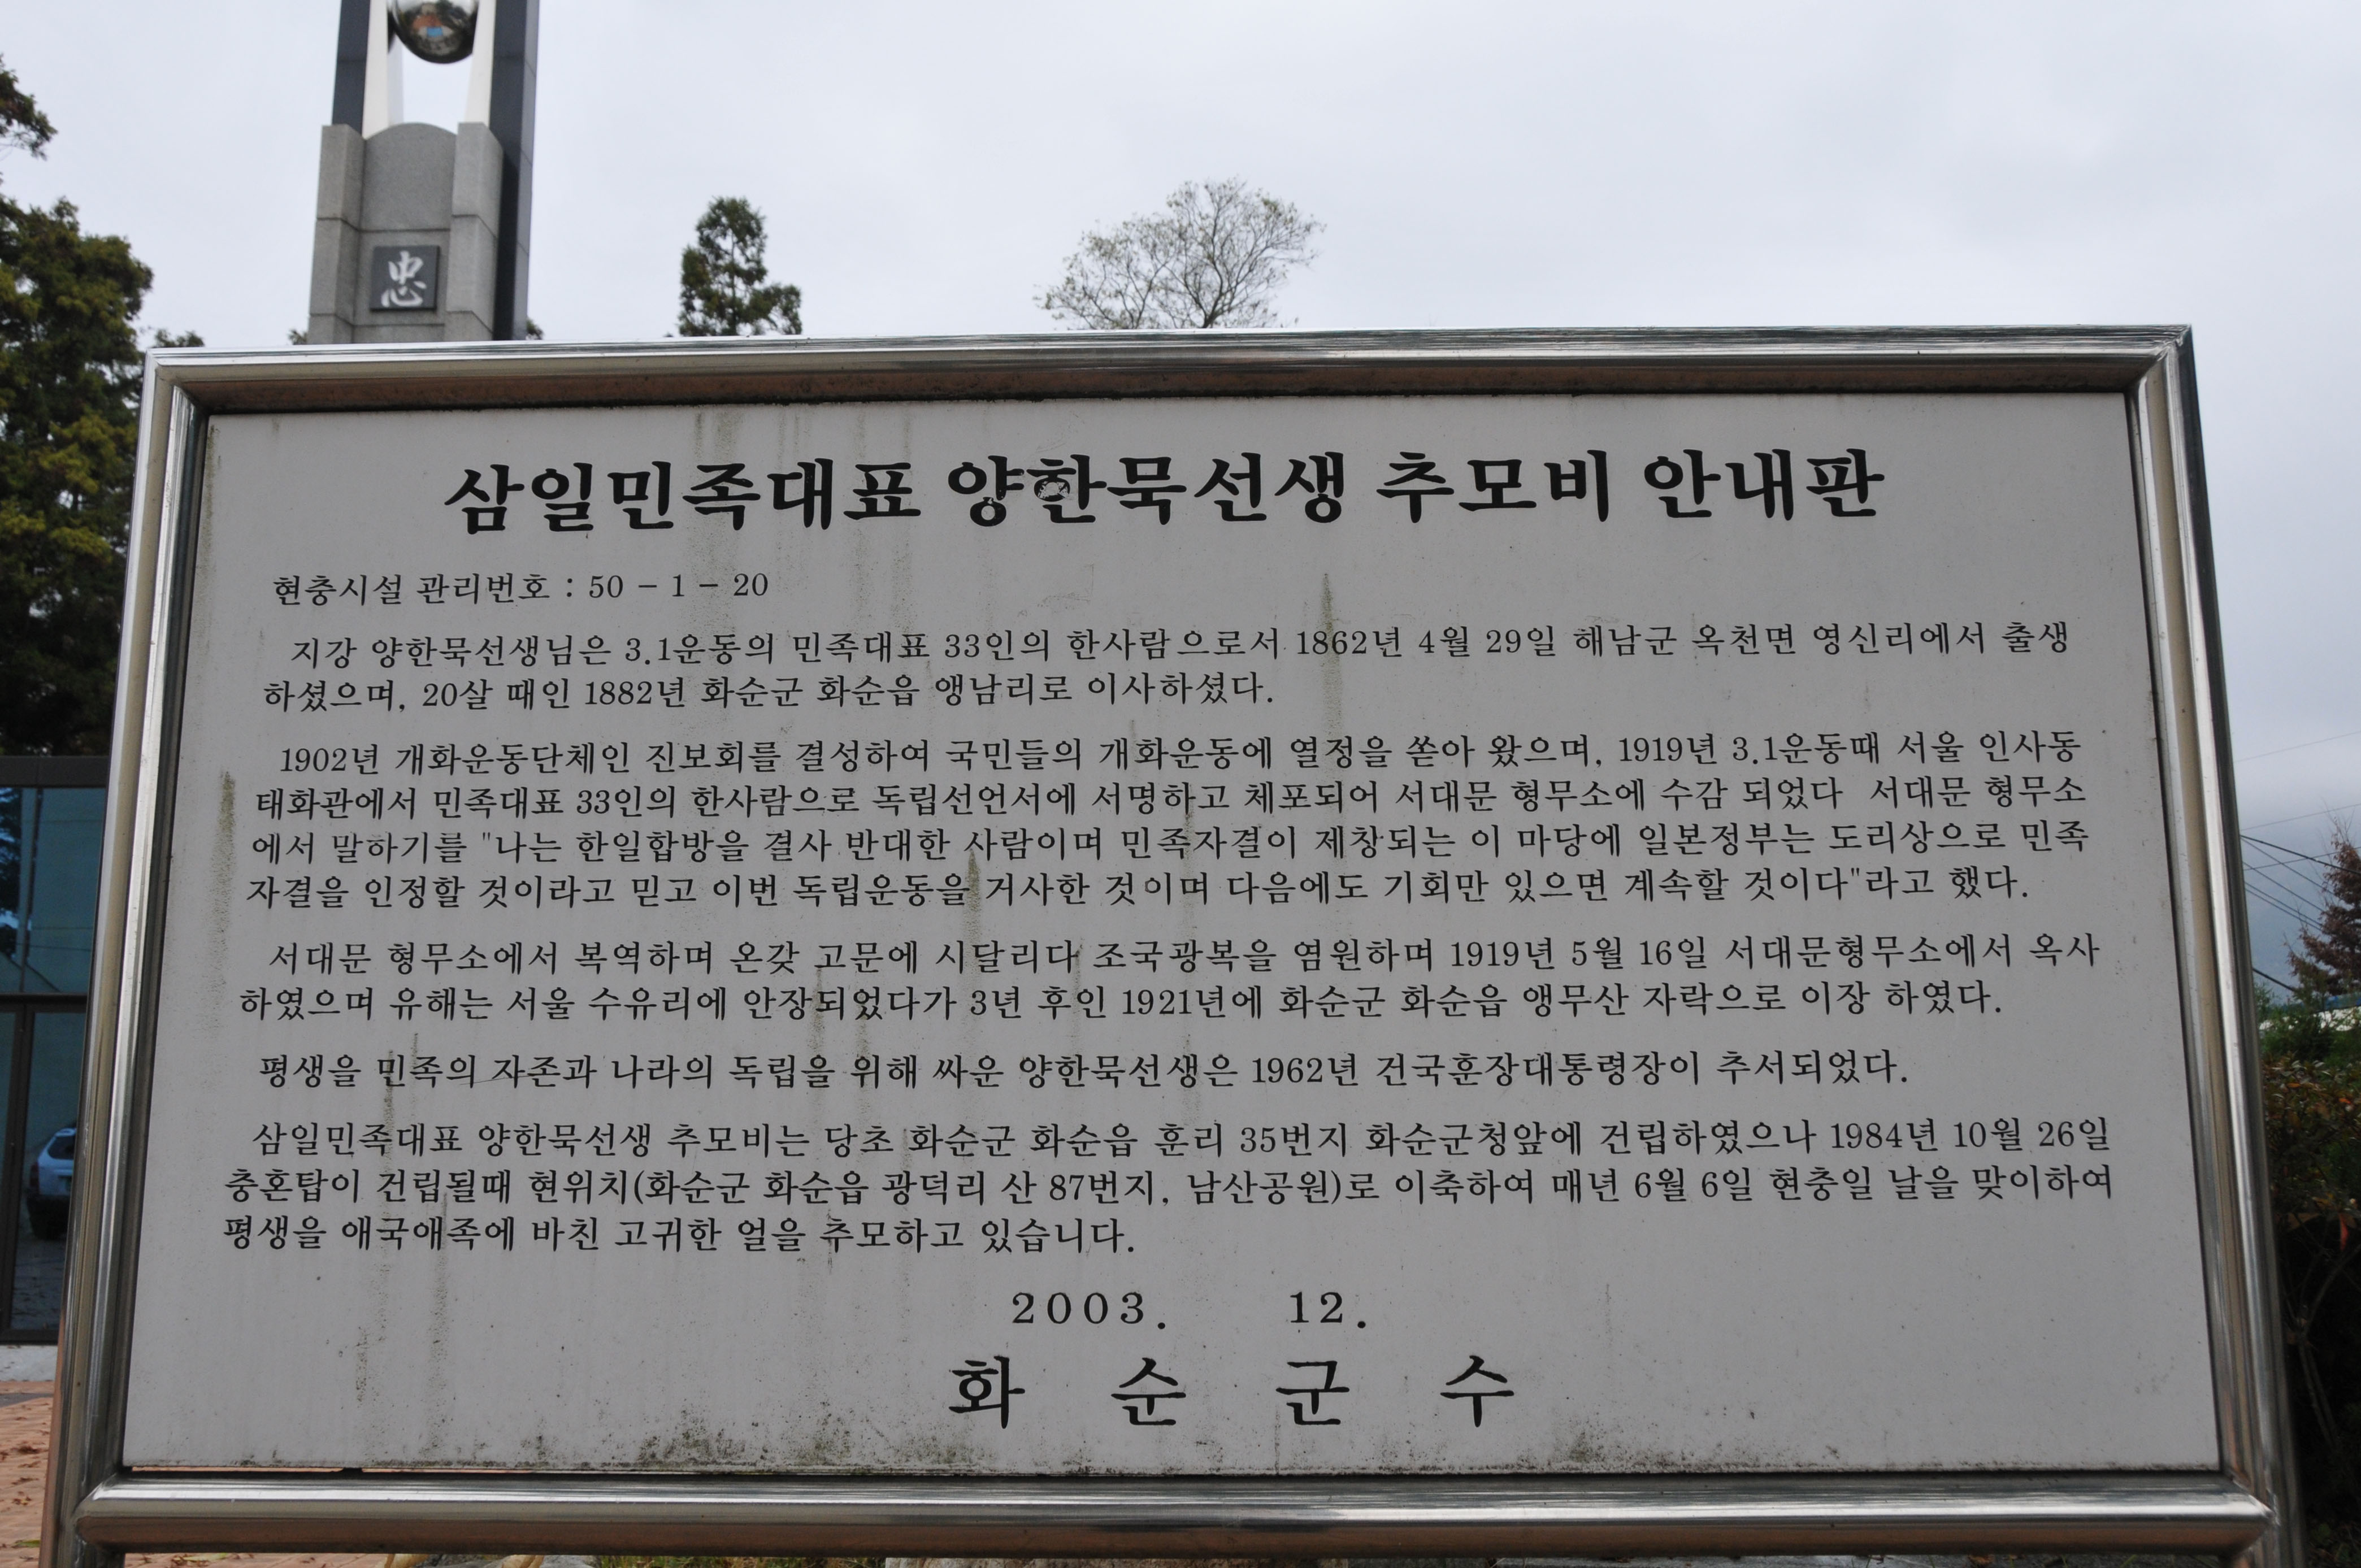 忠
삼일민족대표 양한묵선생 추모비 안내판
현충시설 관리번호 : 50 - 1 - 20
지강 양한묵선생님은 3.1운동의 민족대표 33인의 한사람으로서 1862년 4월 29일 해남군 옥천면 영신리에서 출생
하셨으며, 20살 때인 1882년 화순군 화순읍 앵남리로 이사하셨다.
1902년 개화운동단체인 진보회를 결성하여 국민들의 개화운동에 열정을 쏟아 왔으며, 1919년 3.1운동때 서울 인사동
태화관에서 민족대표 33인의 한사람으로 독립선언서에 서명하고 체포되어 서대문 형무소에 수감 되었다 서대문 형무소
에서 말하기를 "나는 한일합방을 결사 반대한 사람이며 민족자결이 제창되는 이 마당에 일본정부는 도리상으로 민족
자결을 인정할 것이라고 믿고 이번 독립운동을 거사한 것이며 다음에도 기회만 있으면 계속할 것이다"라고 했다.
서대문 형무소에서 복역하며 온갖 고문에 시달리다 조국광복을 염원하며 1919년 5월 16일 서대문형무소에서 옥사
하였으며 유해는 서울 수유리에 안장되었다가 3년 후인 1921년에 화순군 화순읍 앵무산 자락으로 이장 하였다.
평생을 민족의 자존과 나라의 독립을 위해 싸운 양한묵선생은 1962년 건국훈장대통령장이 추서되었다.
삼일민족대표 양한묵선생 추모비는 당초 화순군 화순읍 훈리 35번지 화순군청앞에 건립하였으나 1984년 10월 26일
충혼탑이 건립될때 현위치(화순군 화순읍 광덕리 산 87번지, 남산공원)로 이축하여 매년 6월 6일 현충일 날을 맞이하여
평생을 애국애족에 바친 고귀한 얼을 추모하고 있습니다.
2003. 12.
화 순 군 수